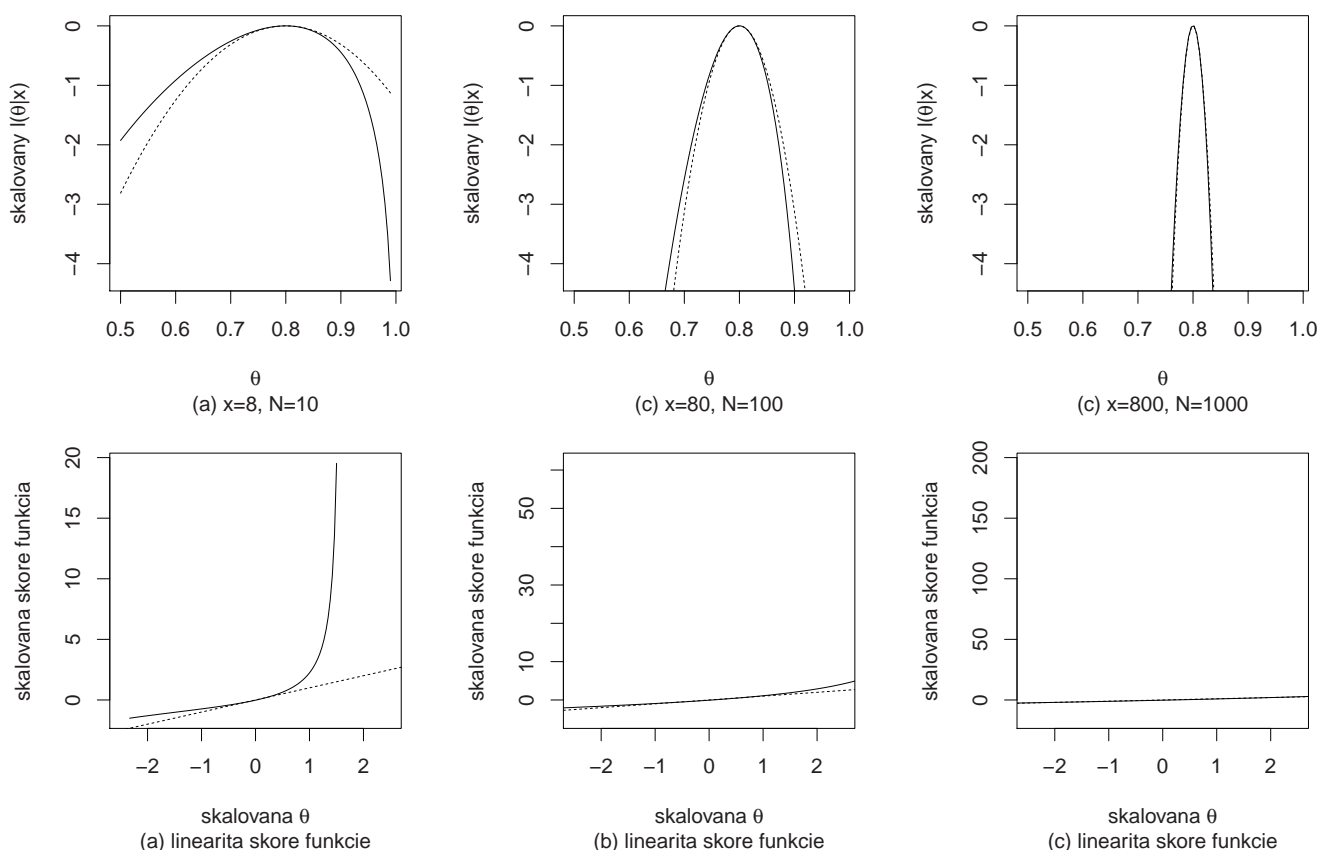 skalovany l(θ|x)
0
−1
−2
−3
−4
0.5 0.6 0.7 0.8 0.9 1.0
θ
(a) x=8, N=10
skalovany l(θ|x)
0
−1
−2
−3
−4
0.5 0.6 0.7 0.8 0.9 1.0
θ
(c) x=80, N=100
skalovany l(θ|x)
0
−1
−2
−3
−4
0.5 0.6 0.7 0.8 0.9 1.0
θ
(c) x=800, N=1000
skalovana skore funkcia
20
15
10
5
0
−2 −1 0 1 2
skalovana θ
(a) linearita skore funkcie
skalovana skore funkcia
50
30
10
0
−2 −1 0 1 2
skalovana θ
(b) linearita skore funkcie
skalovana skore funkcia
200
150
100
50
0
−2 −1 0 1 2
skalovana θ
(c) linearita skore funkcie